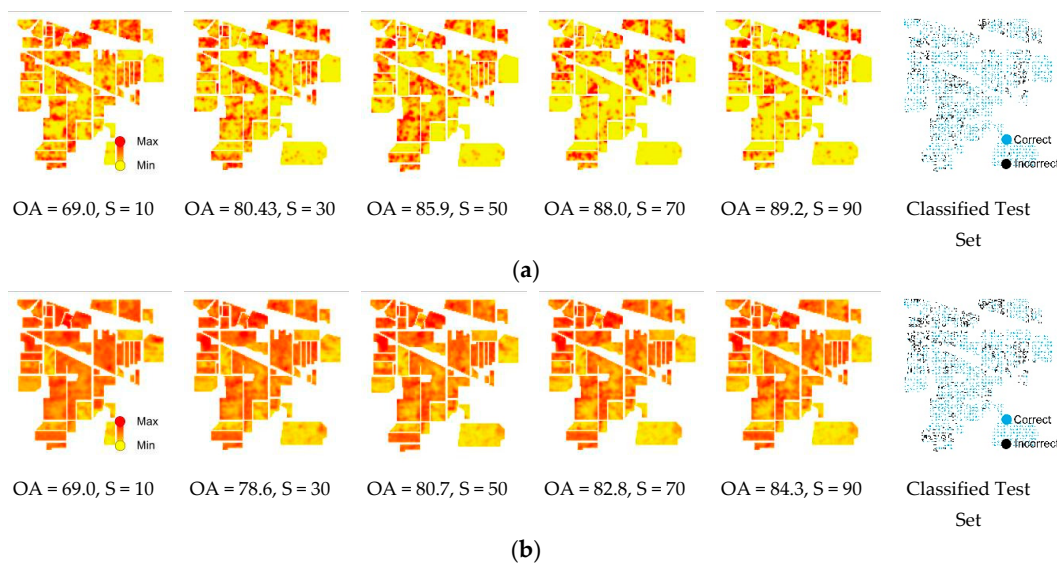 Max
Min
Correct
Incorrect
OA = 69.0, S = 10
OA = 80.43, S = 30
OA = 85.9, S = 50
OA = 88.0, S = 70
OA = 89.2, S = 90
Classified Test
Set
(a)
Max
Min
Correct
Incorrect
OA = 69.0, S = 10
OA = 78.6, S = 30
OA = 80.7, S = 50
OA = 82.8, S = 70
OA = 84.3, S = 90
Classified Test
Set
(b)